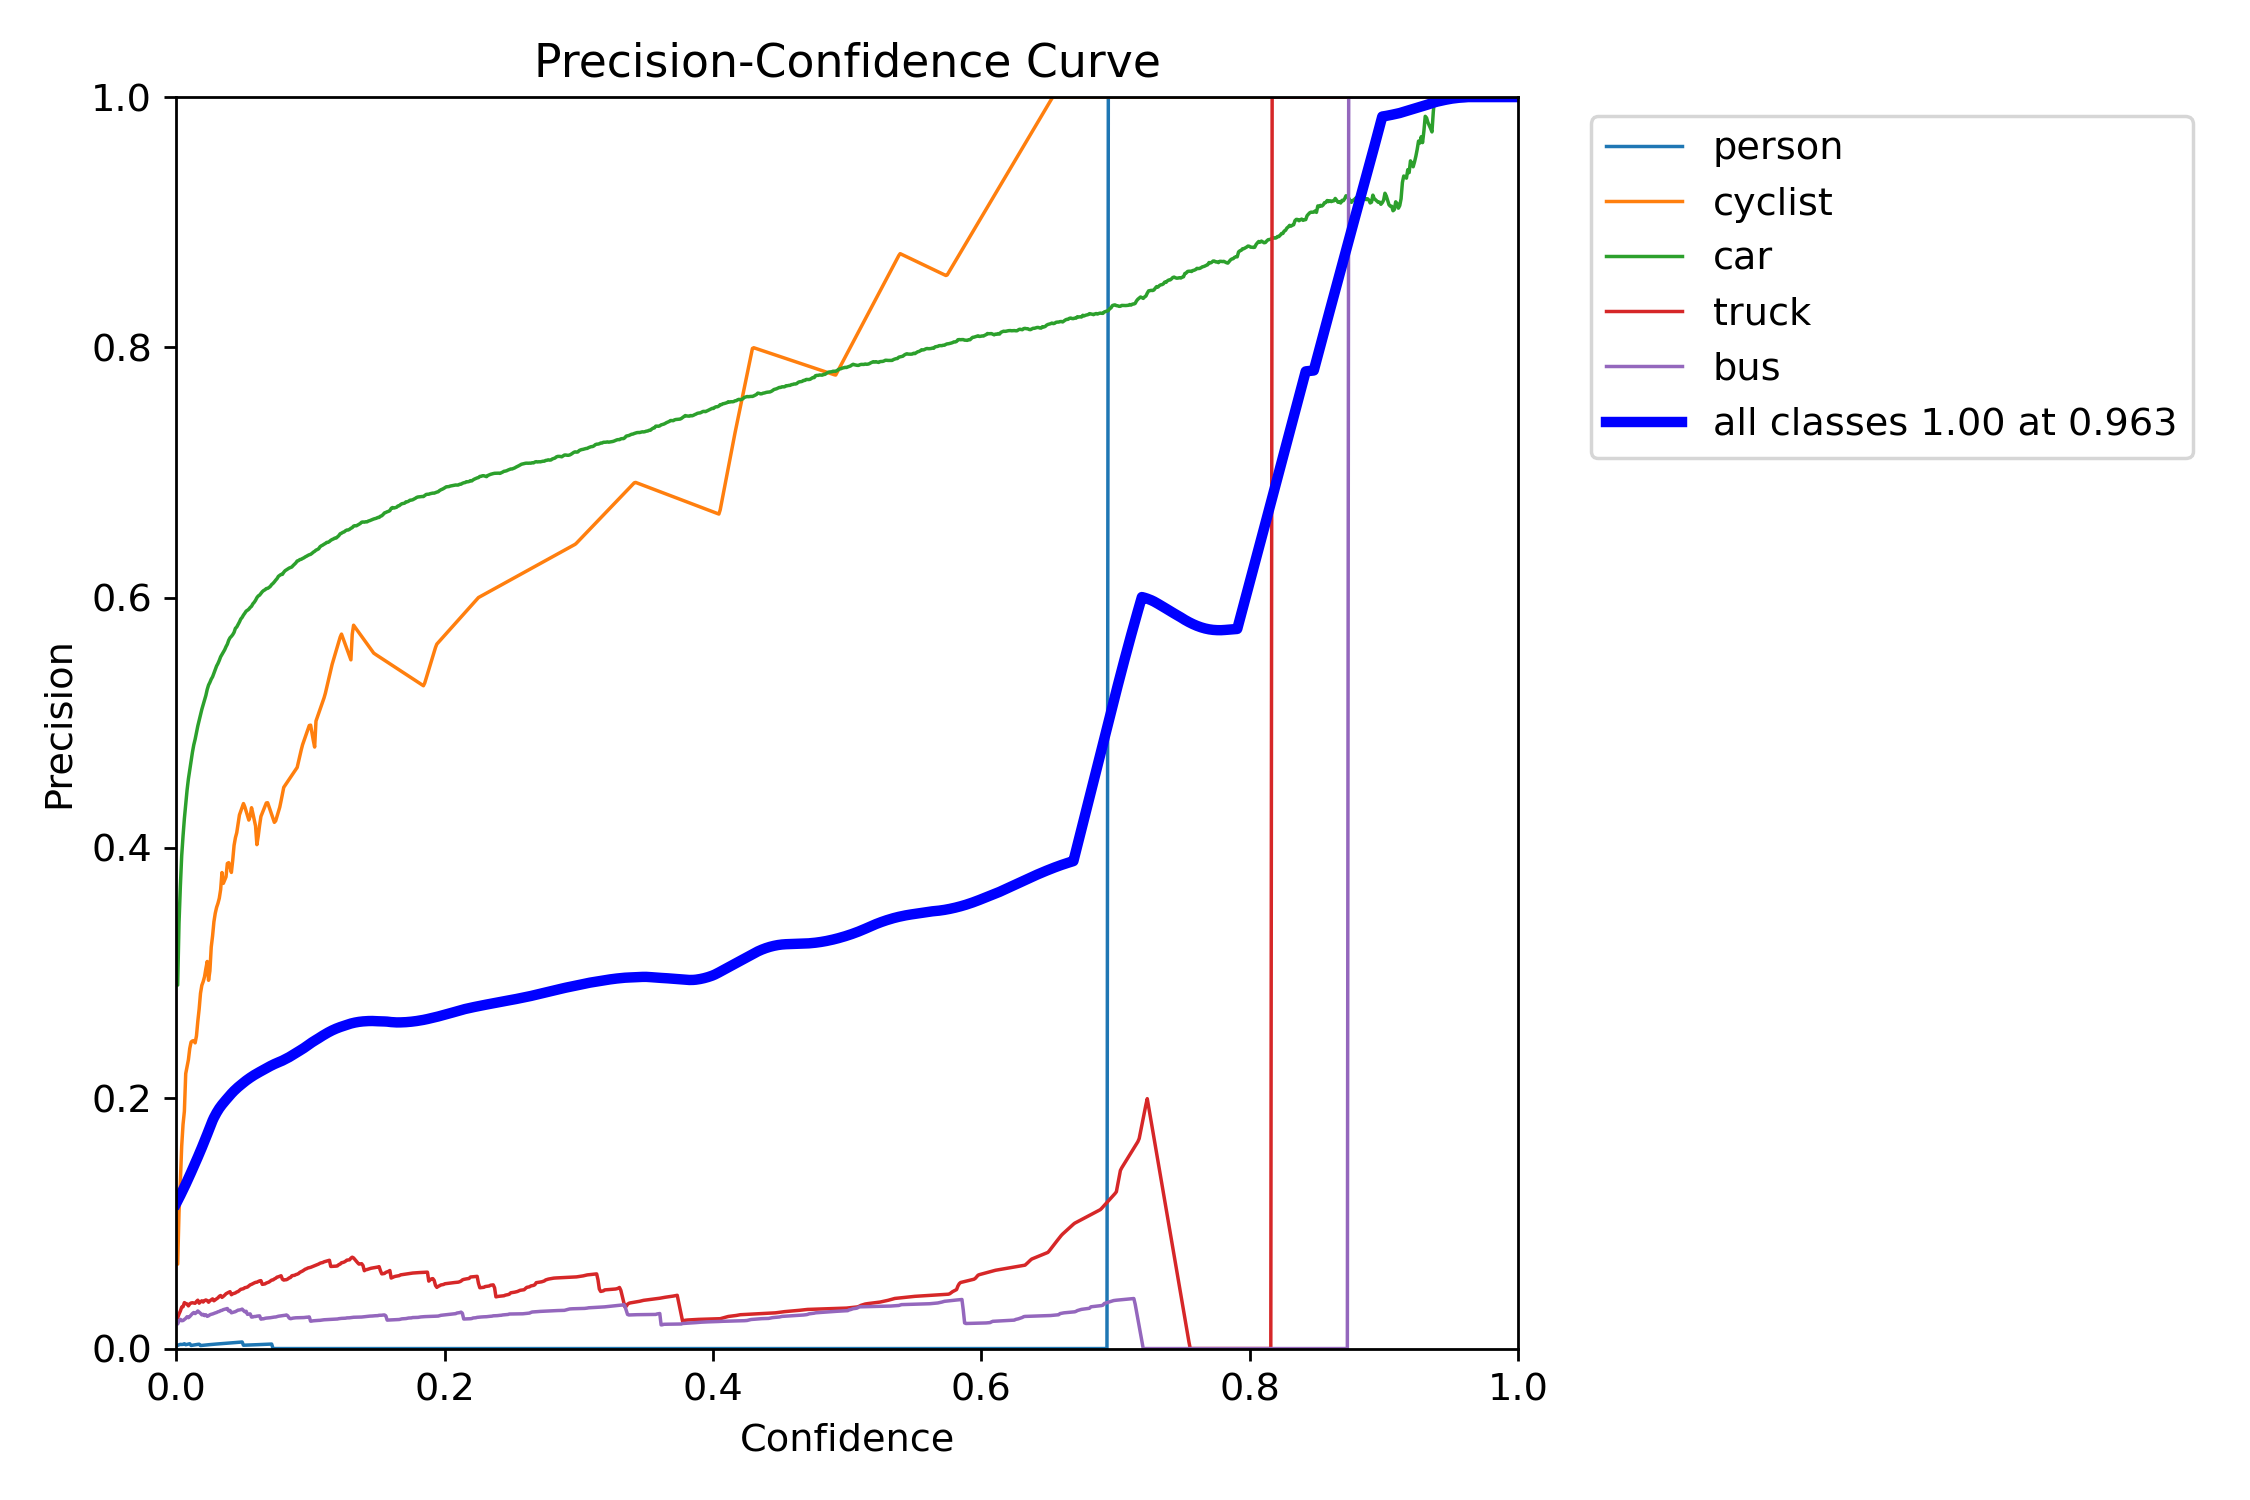 Precision-Confidence Curve
1.0
0.8
0.6
0.4
0.2
0.0
Precision
0.0 0.2 0.4 0.6 0.8 1.0
Confidence
person
cyclist
car
truck
bus
all classes 1.00 at 0.963